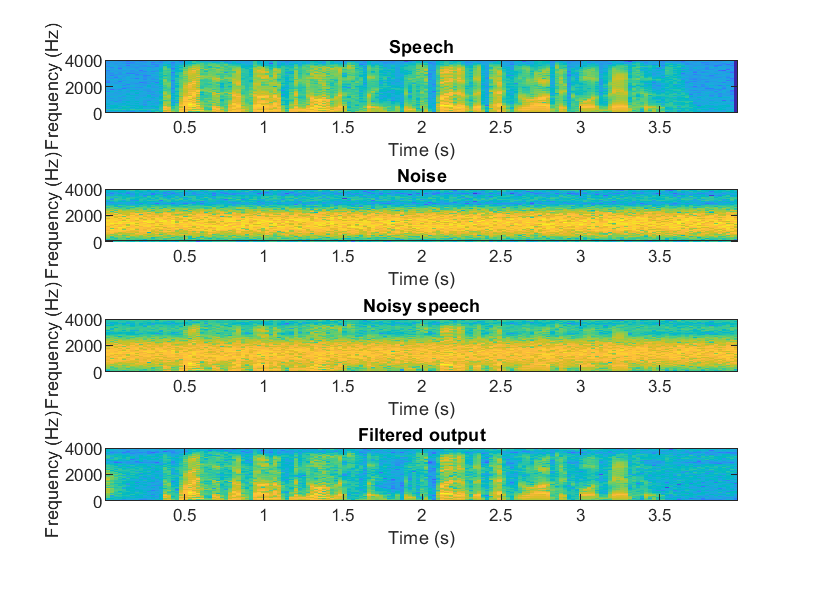 Speech
Frequency (Hz)
4000
2000
0
0.5 1 1.5 2 2.5 3 3.5
Time (s)
Noise
Frequency (Hz)
4000
2000
0
0.5 1 1.5 2 2.5 3 3.5
Time (s)
Noisy speech
Frequency (Hz)
4000
2000
0
0.5 1 1.5 2 2.5 3 3.5
Time (s)
Filtered output
Frequency (Hz)
4000
2000
0
0.5 1 1.5 2 2.5 3 3.5
Time (s)